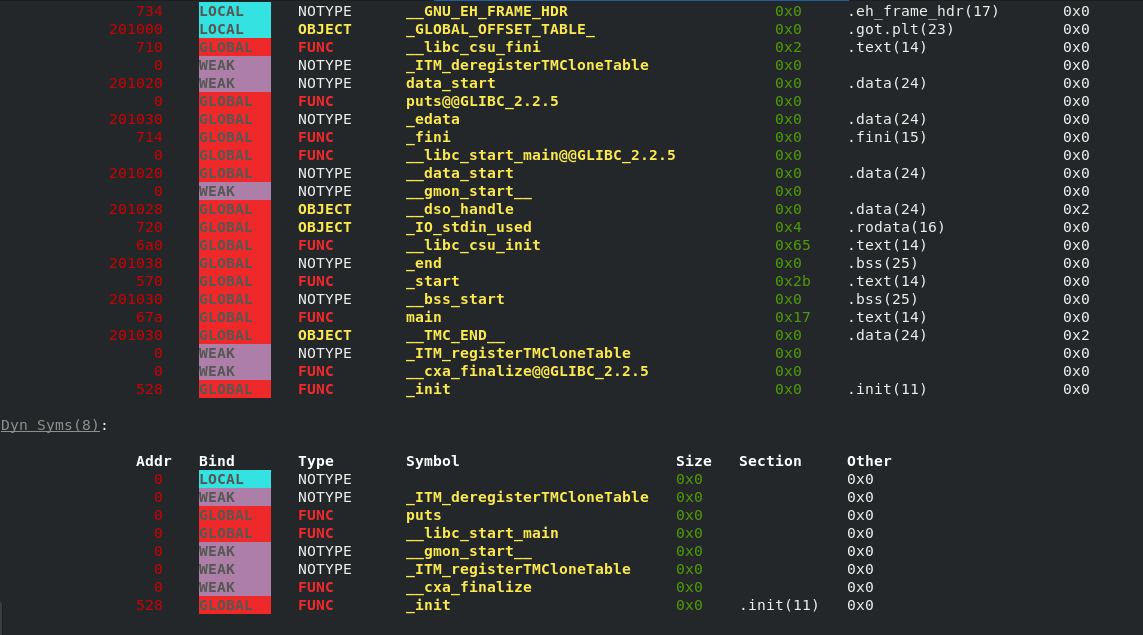 734 LOCAL NOTYPE __GNU_EH_FRAME_HDR 0x0 .eh_frame_hdr(17) 0x0
201000 LOCAL OBJECT _GLOBAL_OFFSET_TABLE_ 0x0 .got.plt(23) 0x0
710 GLOBAL FUNC __libc_csu_fini 0x2 .text(14) 0x0
0 WEAK NOTYPE _ITM_deregisterTMCloneTable 0x0 0x0
201020 WEAK NOTYPE data_start 0x0 .data(24) 0x0
0 GLOBAL FUNC puts@@GLIBC_2.2.5 0x0 0x0
201030 GLOBAL NOTYPE _edata 0x0 .data(24) 0x0
714 GLOBAL FUNC _fini 0x0 .fini(15) 0x0
0 GLOBAL FUNC __libc_start_main@@GLIBC_2.2.5 0x0 0x0
201020 GLOBAL NOTYPE __data_start 0x0 .data(24) 0x0
0 WEAK NOTYPE __gmon_start__ 0x0 0x0
201028 GLOBAL OBJECT __dso_handle 0x0 .data(24) 0x2
720 GLOBAL OBJECT _IO_stdin_used 0x4 .rodata(16) 0x0
6a0 GLOBAL FUNC __libc_csu_init 0x65 .text(14) 0x0
201038 GLOBAL NOTYPE _end 0x0 .bss(25) 0x0
570 GLOBAL FUNC _start 0x2b .text(14) 0x0
201030 GLOBAL NOTYPE __bss_start 0x0 .bss(25) 0x0
67a GLOBAL FUNC main 0x17 .text(14) 0x0
201030 GLOBAL OBJECT __TMC_END__ 0x0 .data(24) 0x2
0 WEAK NOTYPE _ITM_registerTMCloneTable 0x0 0x0
0 WEAK FUNC __cxa_finalize@@GLIBC_2.2.5 0x0 0x0
528 GLOBAL FUNC _init 0x0 .init(11) 0x0
Dyn Syms(8):
Addr Bind Type Symbol Size Section Other
0 LOCAL NOTYPE 0x0 0x0
0 WEAK NOTYPE _ITM_deregisterTMCloneTable 0x0 0x0
0 GLOBAL FUNC puts 0x0 0x0
0 GLOBAL FUNC __libc_start_main 0x0 0x0
0 WEAK NOTYPE __gmon_start__ 0x0 0x0
0 WEAK NOTYPE _ITM_registerTMCloneTable 0x0 0x0
0 WEAK FUNC __cxa_finalize 0x0 0x0
528 GLOBAL FUNC _init 0x0 .init(11) 0x0